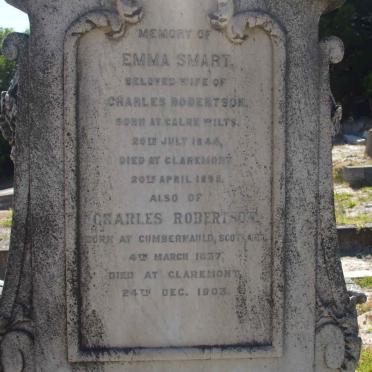 MEMORY OF
EMMA SMART,
BELOVED WIFE OF
CHARLES ROBERTSON,
BORN AT CALNE WILTS,
20TH JULY 1844,
DIED AT CLAREMONT
20TH APRIL 1898.
ALSO OF
CHARLES ROBERTSON,
BORN AT CUMBERNAULD, SCOTLAND,
4TH MARCH 1837,
DIED AT CLAREMONT,
24TH DEC. 1903.